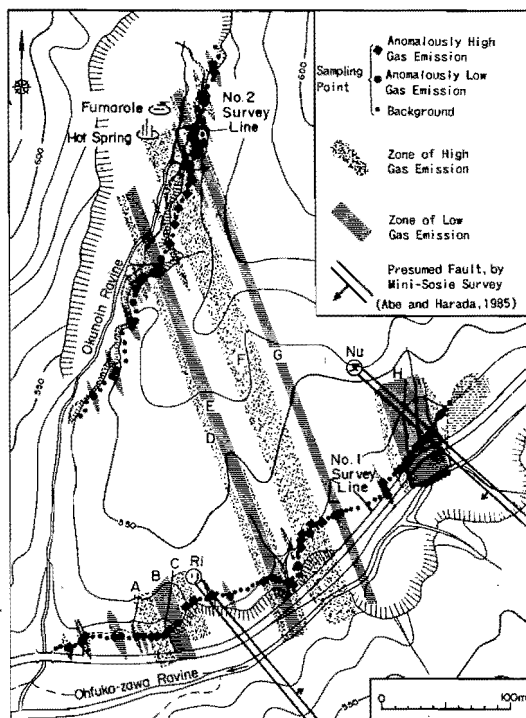 Anomalously High
Gas Emission
Sampling
Point
Anomalously Low
Gas Emission
Background
Zone of High
Gas Emission
Zone of Low
Gas Emission
Presumed Fault, by
Mini-Sosie Survey
(Abe and Harada, 1985)
600
600
Fumarole
Hot Spring
No. 2
Survey
Line
Okunoin Ravine
550
F
G
E
D
Nu
H
No. 1
Survey
Line
550
A
B
C
Ri
Ohfuka-zawa Ravine
0
100m